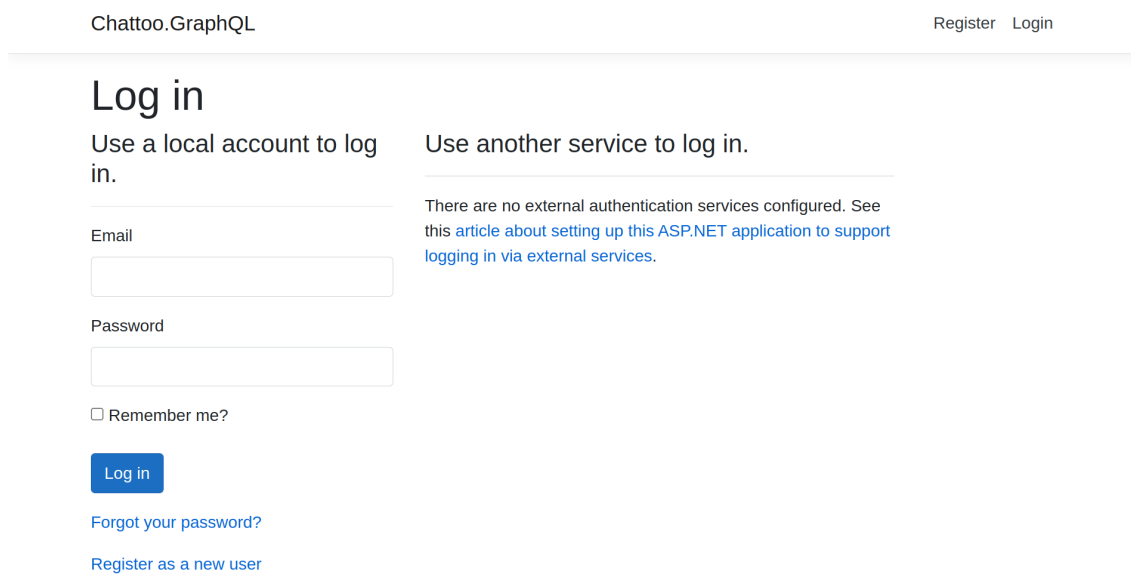 Chattoo.GraphQL
Register Login
Log in
Use a local account to log
in.
Email
Password
Remember me?
Log in
Forgot your password?
Register as a new user
Use another service to log in.
There are no external authentication services configured. See
this article about setting up this ASP.NET application to support
logging in via external services.